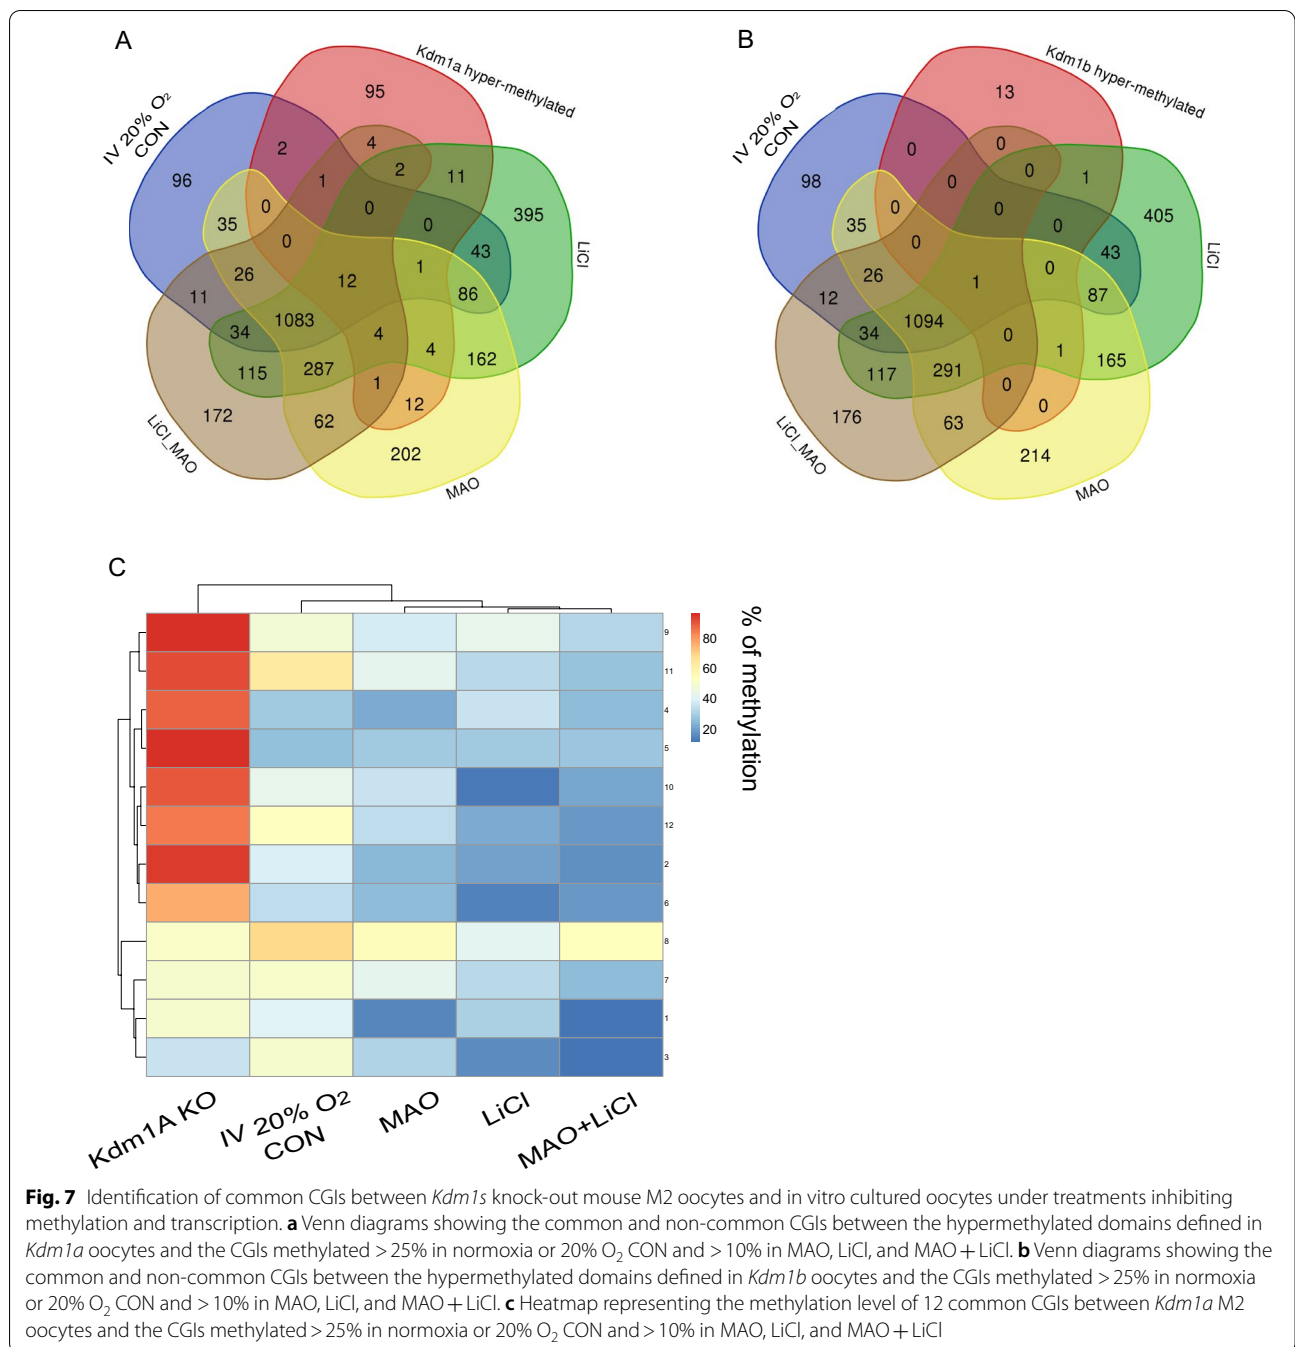 A
B
Kdm1a hyper-methylated
Kdm1b hyper-methylated
IV 20% O2
CON
IV 20% O2
CON
95
13
2
4
2
11
1
0
0
395
96
0
35
0
43
1
12
86
26
11
1083
34
4
4
162
115
287
1
12
172
62
202
LiCl
LiCl_MAO
MAO
0
0
0
1
0
0
0
405
98
0
35
0
43
0
1
87
26
12
1094
34
0
1
165
117
291
0
0
176
63
214
LiCl
LiCl_MAO
MAO
C
9
11
4
5
10
12
2
6
8
7
1
3
80
60
40
20
% of methylation
Kdm1A KO
IV 20% O2
CON
MAO
LiCl
MAO+LiCl
Fig. 7 Identification of common CGIs between Kdm1s knock-out mouse M2 oocytes and in vitro cultured oocytes under treatments inhibiting
methylation and transcription. a Venn diagrams showing the common and non-common CGIs between the hypermethylated domains defined in
Kdm1a oocytes and the CGIs methylated > 25% in normoxia or 20% O2 CON and > 10% in MAO, LiCl, and MAO + LiCl. b Venn diagrams showing the
common and non-common CGIs between the hypermethylated domains defined in Kdm1b oocytes and the CGIs methylated > 25% in normoxia
or 20% O2 CON and > 10% in MAO, LiCl, and MAO + LiCl. c Heatmap representing the methylation level of 12 common CGIs between Kdm1a M2
oocytes and the CGIs methylated > 25% in normoxia or 20% O2 CON and > 10% in MAO, LiCl, and MAO + LiCl